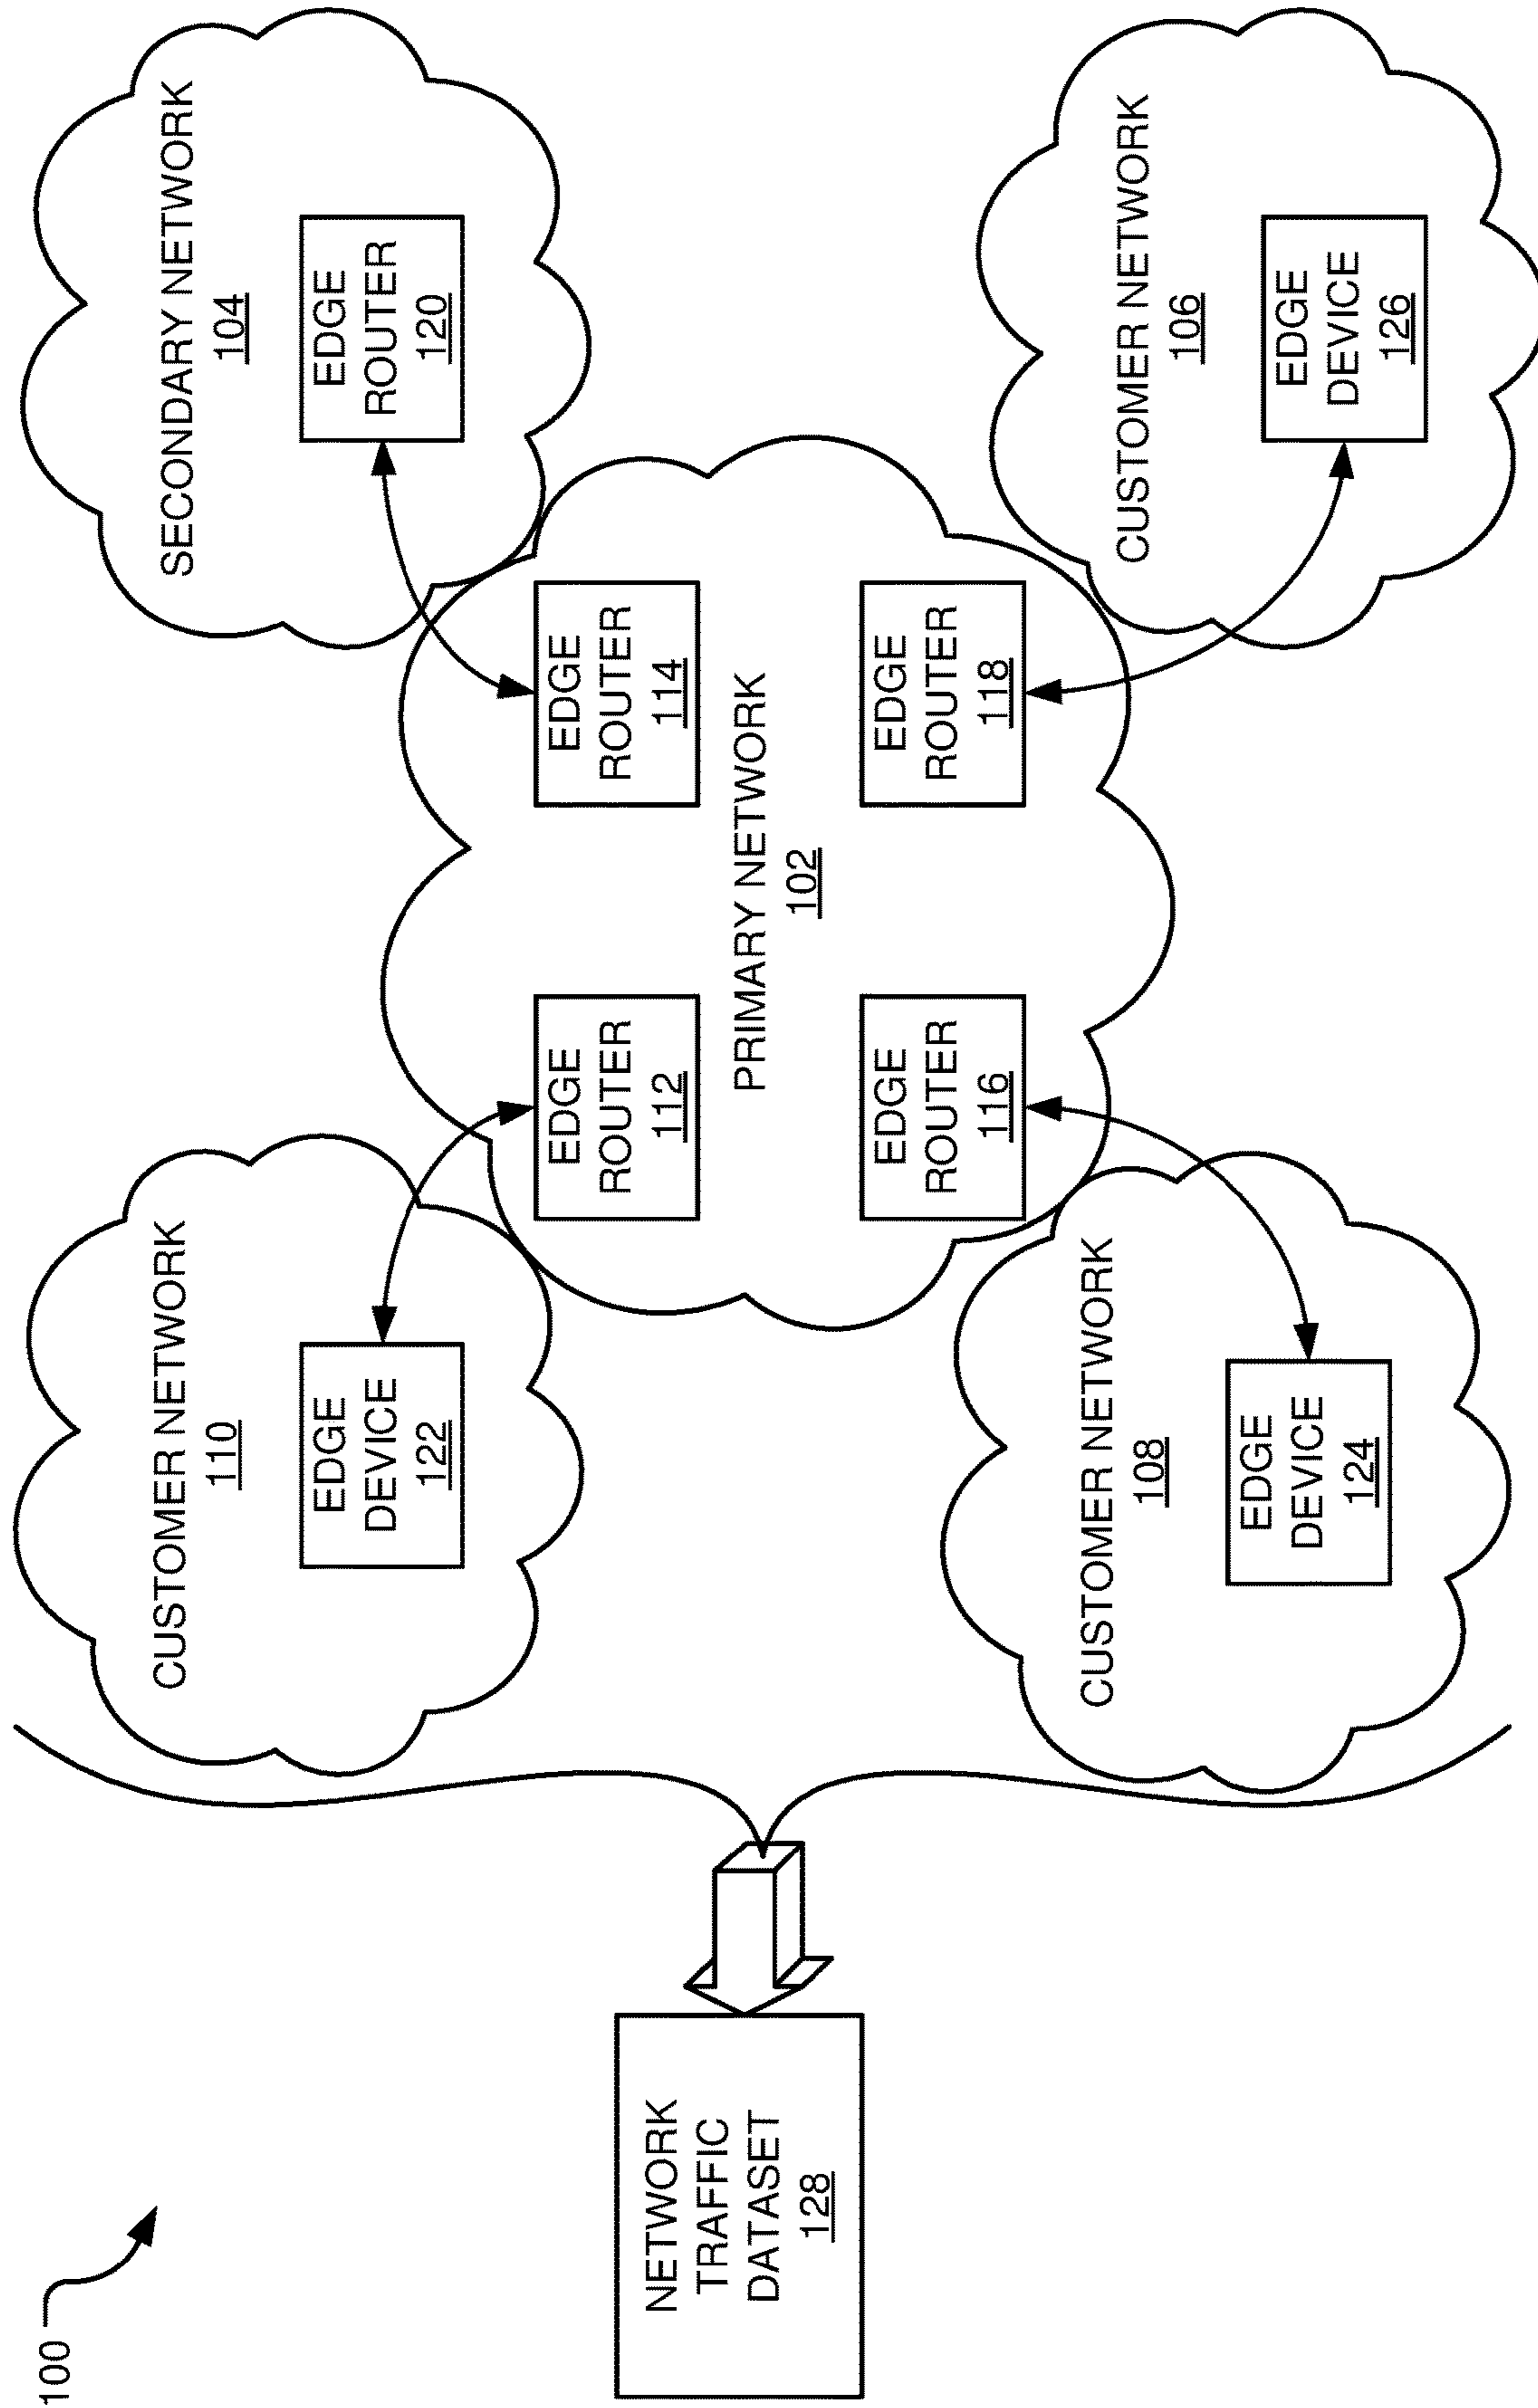 100
NETWORK
TRAFFIC
DATASET
128
CUSTOMER NETWORK
110
EDGE
DEVICE
122
SECONDARY NETWORK
104
EDGE
ROUTER
120
EDGE
ROUTER
112
EDGE
ROUTER
114
PRIMARY NETWORK
102
EDGE
ROUTER
116
EDGE
ROUTER
118
CUSTOMER NETWORK
108
EDGE
DEVICE
124
CUSTOMER NETWORK
106
EDGE
DEVICE
126